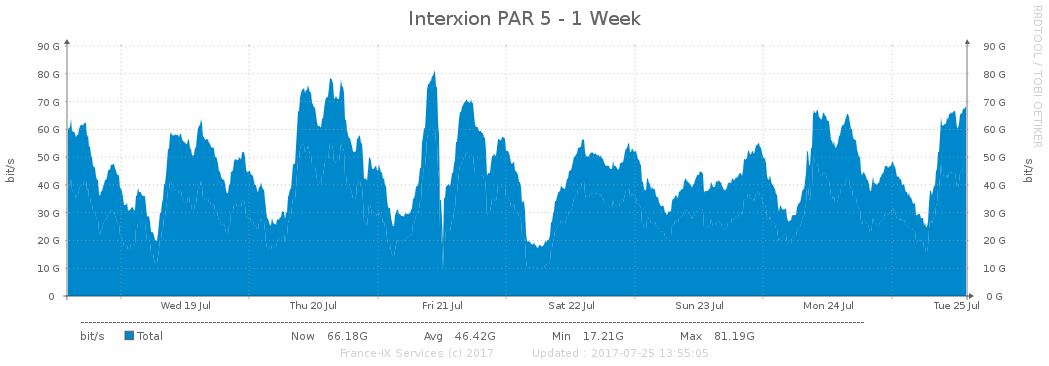 Interxion PAR 5 - 1 Week
RRDTOOL / TOBI OETIKER
bit/s
90 G 90 G
80 G 80 G
70 G 70 G
60 G 60 G
50 G 50 G
40 G 40 G
30 G 30 G
20 G 20 G
10 G 10 G
0 0 G
bit/s
Wed 19 Jul Thu 20 Jul Fri 21 Jul Sat 22 Jul Sun 23 Jul Mon 24 Jul Tue 25 Jul
bit/s Total Now 66.18G Avg 46.42G Min 17.21G Max 81.19G
France-IX Services (c) 2017 Updated : 2017-07-25 13:55:05